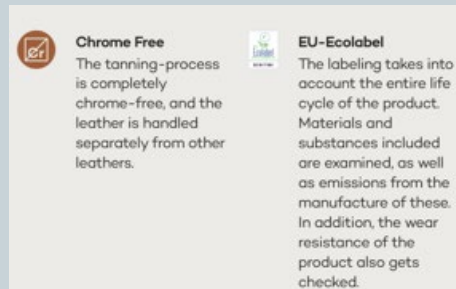 Cr
Chrome Free
The tanning-process
is completely
chrome-free, and the
leather is handled
separately from other
leathers.
Ecolabel
EU-Ecolabel
The labeling takes into
account the entire life
cycle of the product.
Materials and
substances included
are examined, as well
as emissions from the
manufacture of these.
In addition, the wear
resistance of the
product also gets
checked.